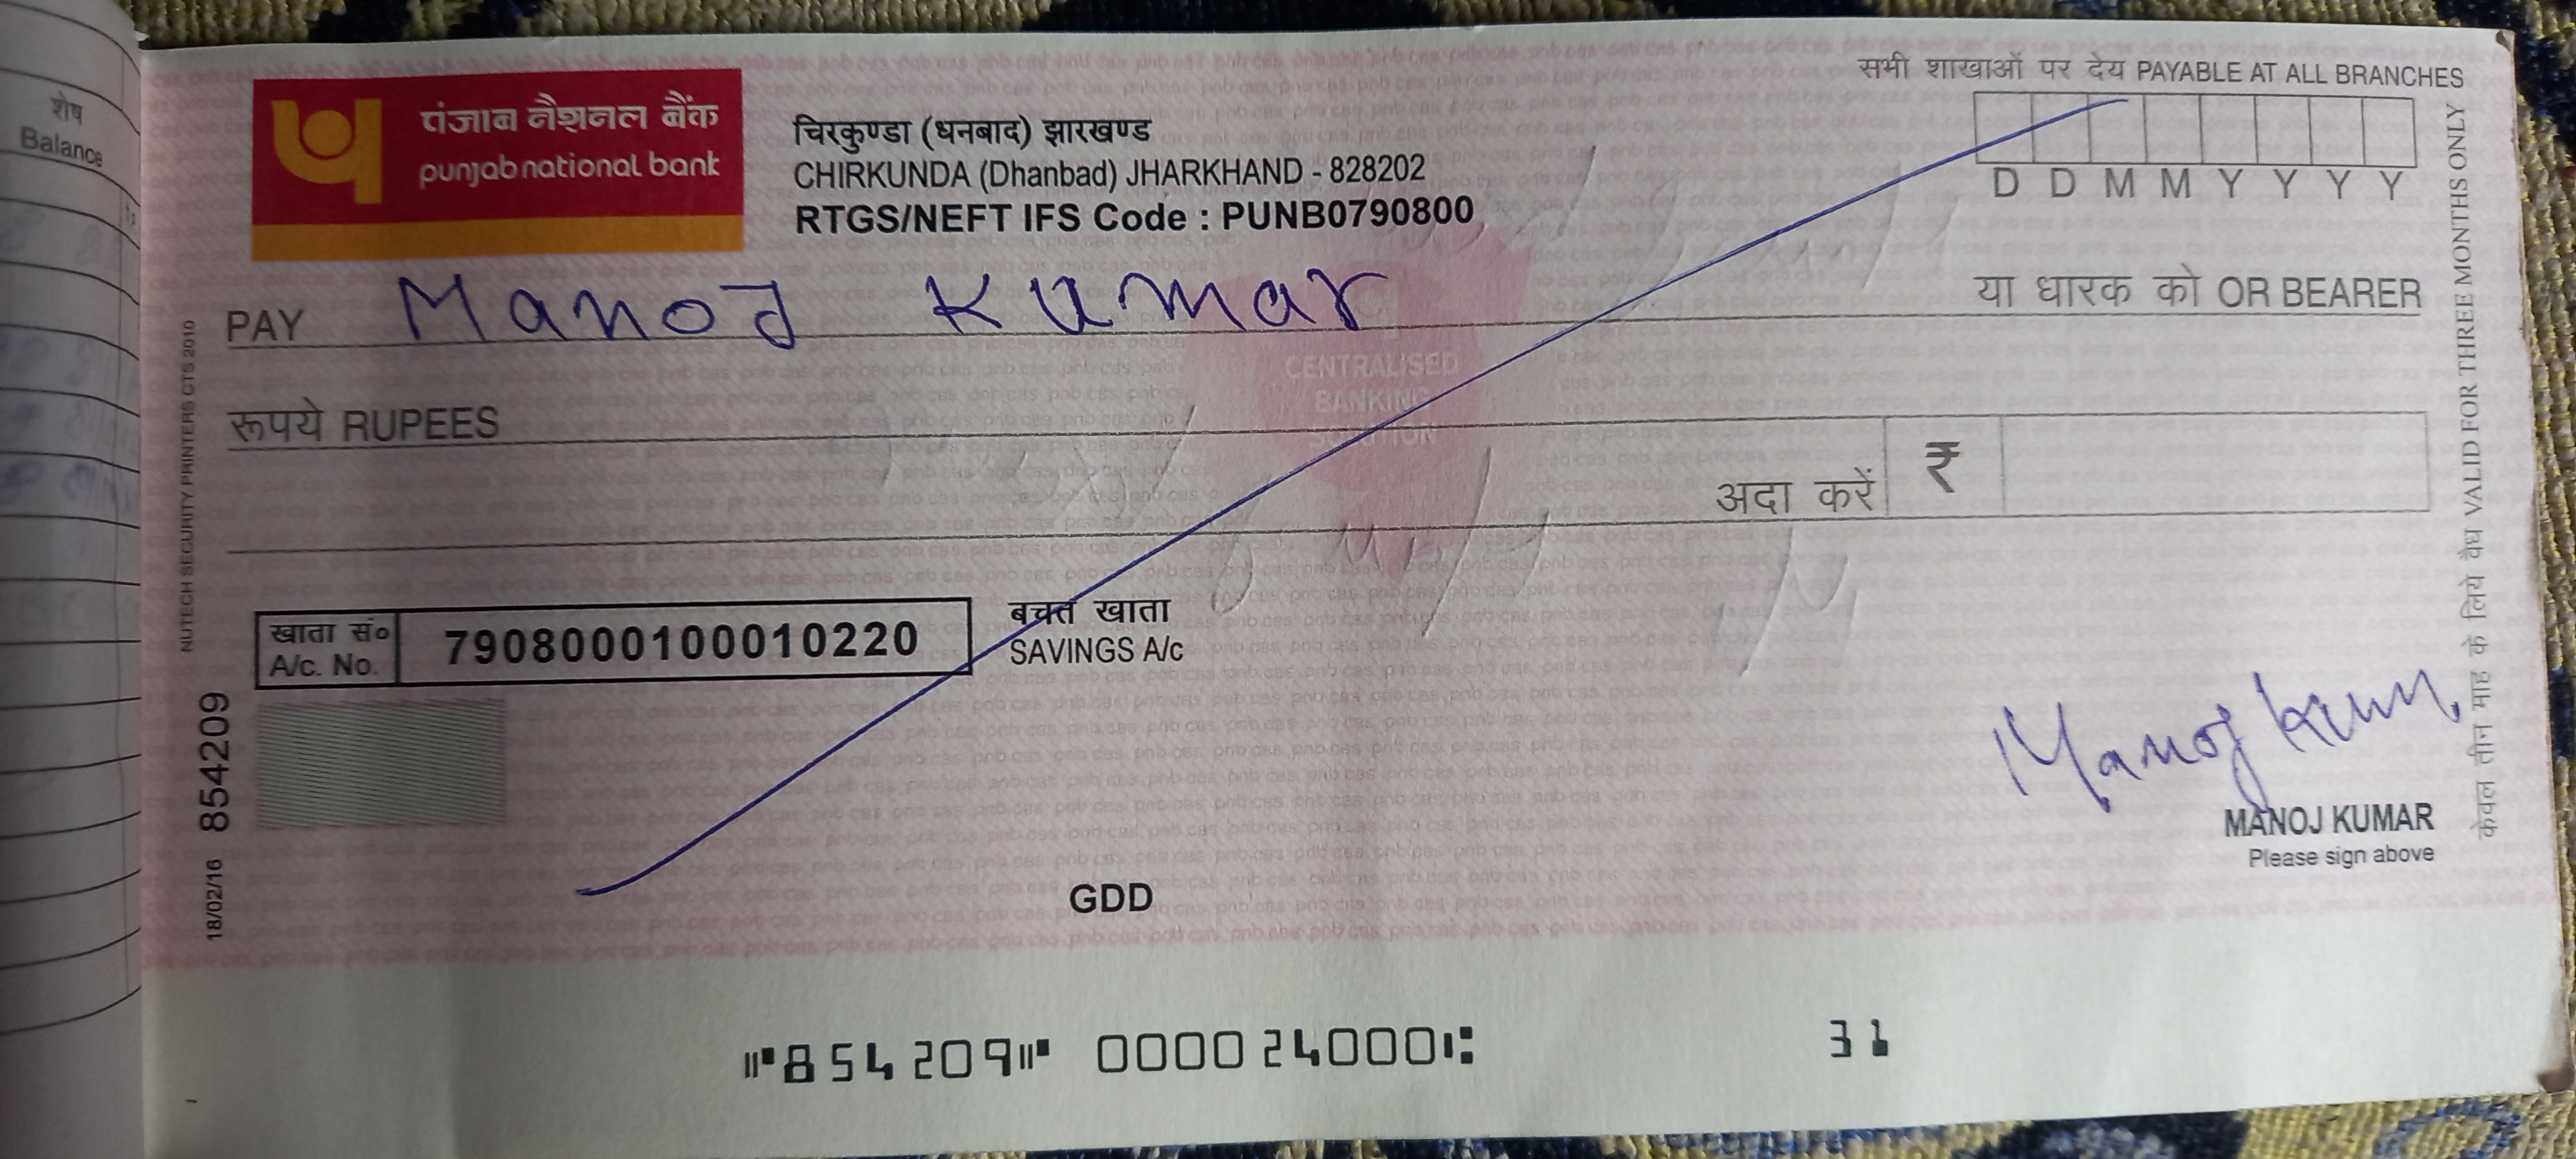 शेष
Balance
सभी शाखाओं पर देय PAYABLE AT ALL BRANCHES
पंजाब नैशनल बैंक
punjab national bank
चिरकुण्डा (धनबाद) झारखण्ड
CHIRKUNDA (Dhanbad) JHARKHAND - 828202
RTGS/NEFT IFS Code : PUNB0790800
D D M M Y Y Y Y
PAY Manoj Kumar या धारक को OR BEARER
CENTRALISED
BANKING
SOLUTION
रूपये RUPEES
अदा करें ₹
खाता सं०
A/c. No.
7908000100010220
बचत खाता
SAVINGS A/c
Manoj Kumar
MANOJ KUMAR
Please sign above
GDD
NUTECH SECURITY PRINTERS CTS 2010
18/02/16 854209
केवल तीन माह के लिये वैद्य VALID FOR THREE MONTHS ONLY
⑈854209⑈ 000024000⑆ 31